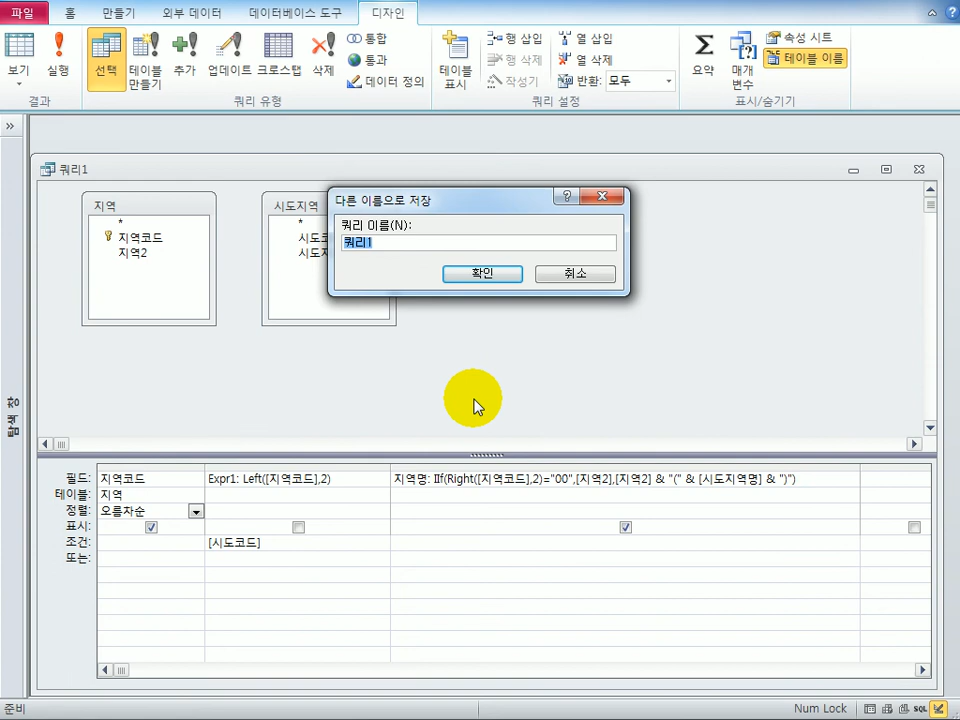 파일 홈 만들기 외부 데이터 데이터베이스 도구 디자인
보기 실행 선택 테이블 만들기 추가 업데이트 크로스탭 삭제
통합
통과
데이터 정의
테이블 표시
행 삽입
행 삭제
작성기
열 삽입
열 삭제
반환: 모두
요약
매개 변수
속성 시트
테이블 이름
결과 쿼리 유형 쿼리 설정 표시/숨기기
»
탐색 창
쿼리1
지역
*
지역코드
지역2
시도지역
*
시도코
시도지
다른 이름으로 저장
쿼리 이름(N):
쿼리1
확인 취소
필드: 지역코드 Expr1: Left([지역코드],2) 지역명: IIf(Right([지역코드],2)="00",[지역2],[지역2] & "(" & [시도지역명] & ")")
테이블: 지역
정렬: 오름차순
표시:
조건: [시도코드]
또는:
준비 Num Lock SQL